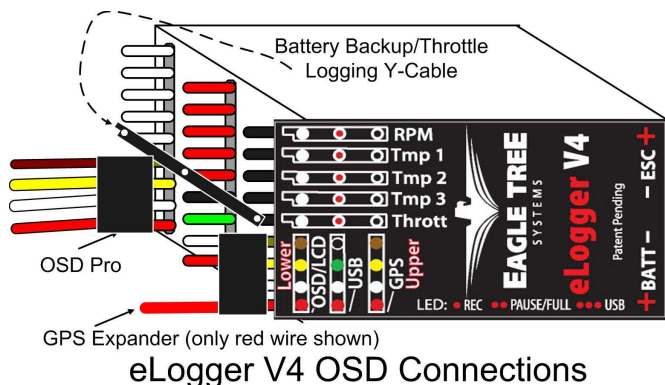 Battery Backup/Throttle
Logging Y-Cable
RPM
Tmp 1
Tmp 2
Tmp 3
Thrott
Lower
OSD/LCD
USB
GPS
Upper
EAGLE TREE
SYSTEMS
eLogger V4
Patent Pending
BATT
ESC
+
−
−
+
LED: • REC •• PAUSE/FULL ••• USB
OSD Pro
GPS Expander (only red wire shown)
eLogger V4 OSD Connections